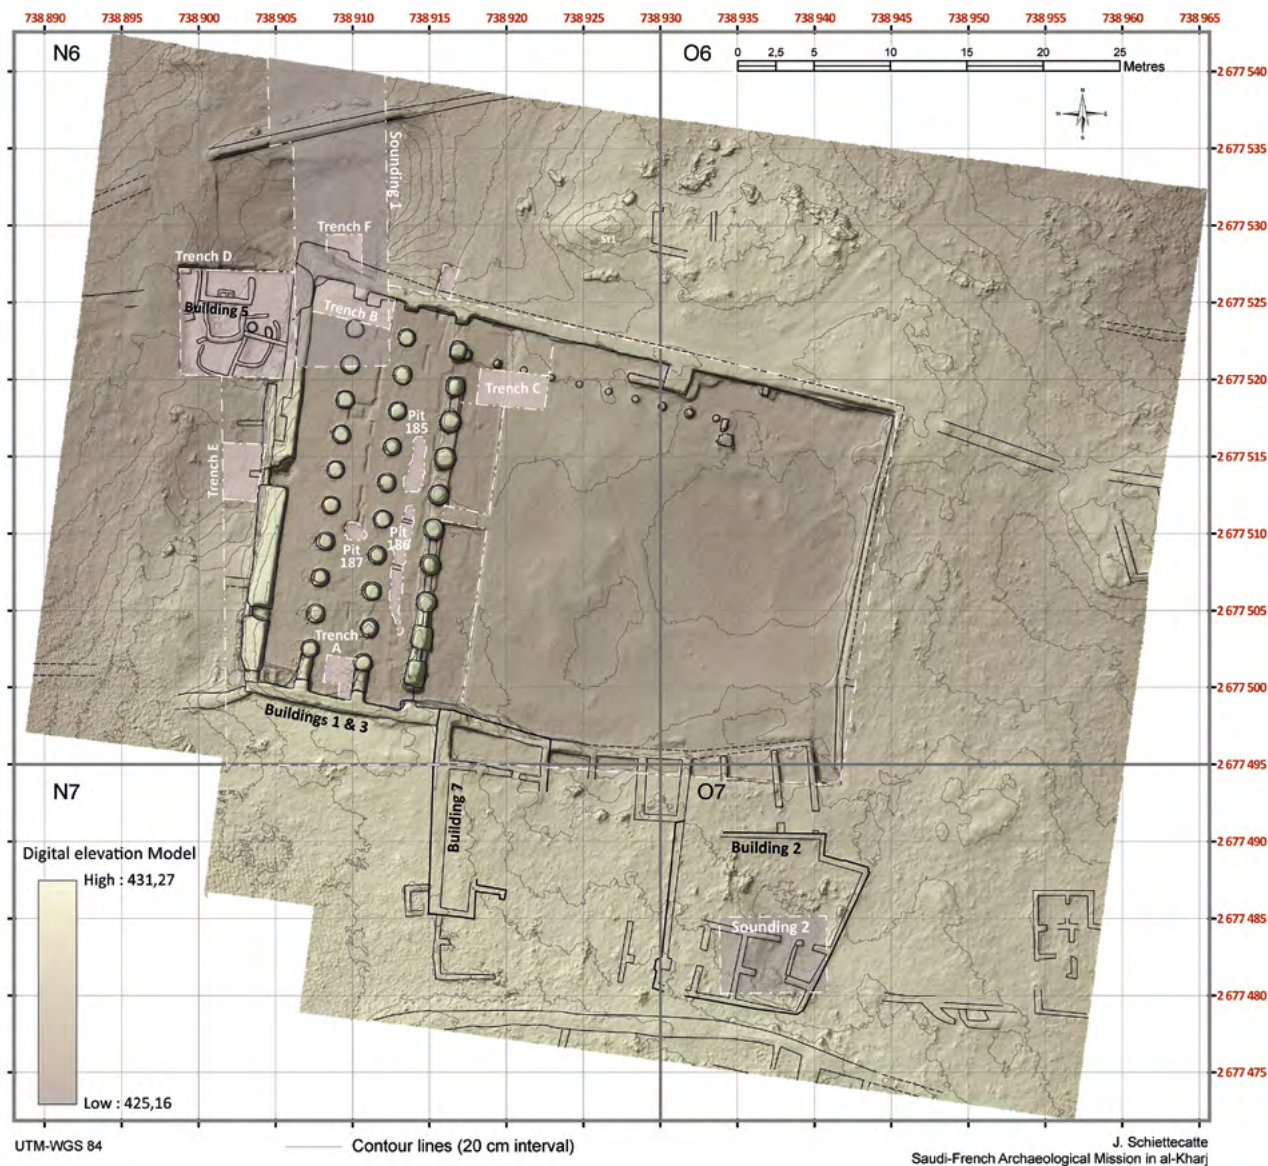 738 890 738 895 738 900 738 905 738 910 738 915 738 920 738 925 738 930 738 935 738 940 738 945 738 950 738 955 738 960 738 965
N6
O6
0 2,5 5 10 15 20 25
Metres
2 677 540
N
S
Sounding 1
2 677 535
Trench F
2 677 530
St1
Trench D
Building 5
2 677 525
Trench B
Trench C
2 677 520
Pit
185
Trench E
2 677 515
Pit
186
Pit
187
2 677 510
2 677 505
Trench
A
2 677 500
Buildings 1 & 3
2 677 495
N7
O7
Building 7
Building 2
2 677 490
Digital elevation Model
High : 431,27
2 677 485
Sounding 2
2 677 480
2 677 475
Low : 425,16
UTM-WGS 84
Contour lines (20 cm interval)
J. Schiettecatte
Saudi-French Archaeological Mission in al-Kharj